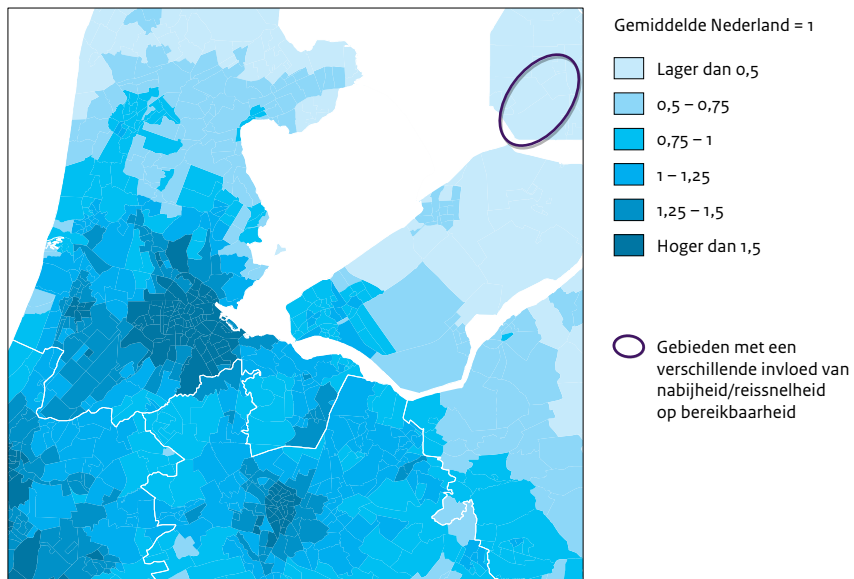 Gemiddelde Nederland = 1
Lager dan 0,5
0,5 – 0,75
0,75 – 1
1 – 1,25
1,25 – 1,5
Hoger dan 1,5
Gebieden met een
verschillende invloed van
nabijheid/reissnelheid
op bereikbaarheid